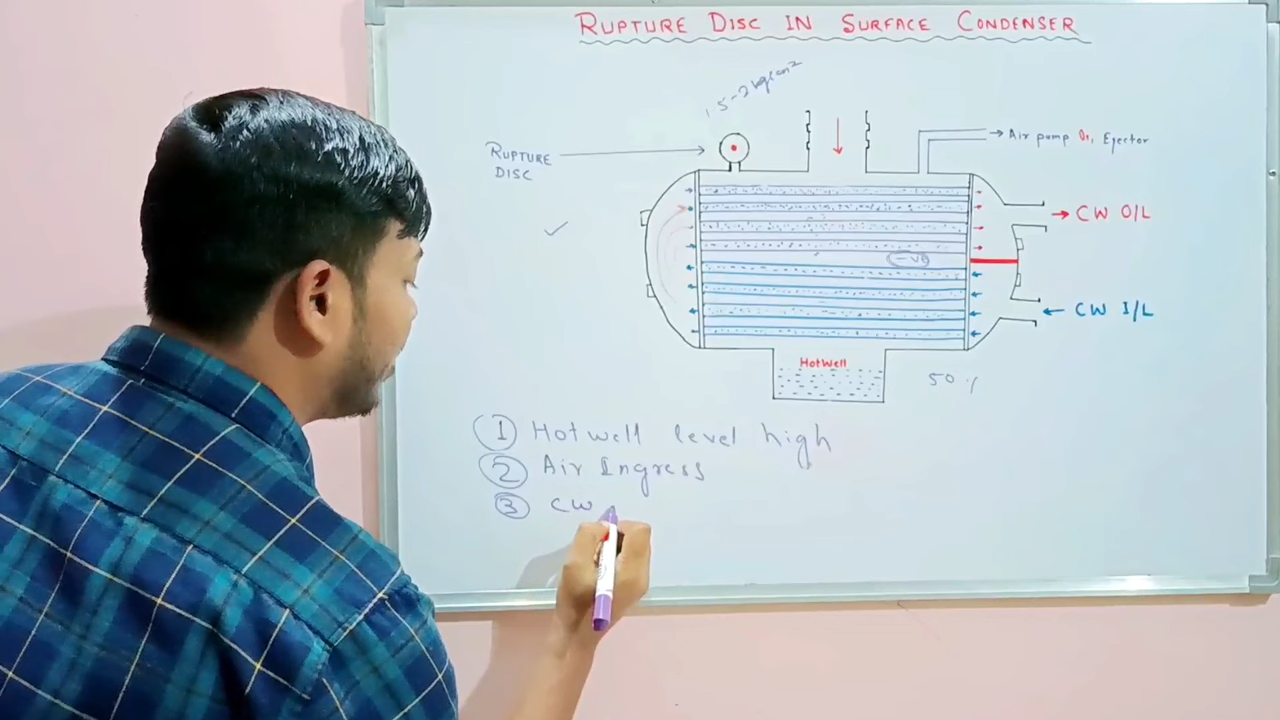 RUPTURE DISC IN SURFACE CONDENSER
1.5-2 kg/cm²
RUPTURE
DISC
Air pump Or, Ejector
CW O/L
-ve
CW I/L
HotWell
50 %
1 Hotwell level high
2 Air Ingress
3 CW